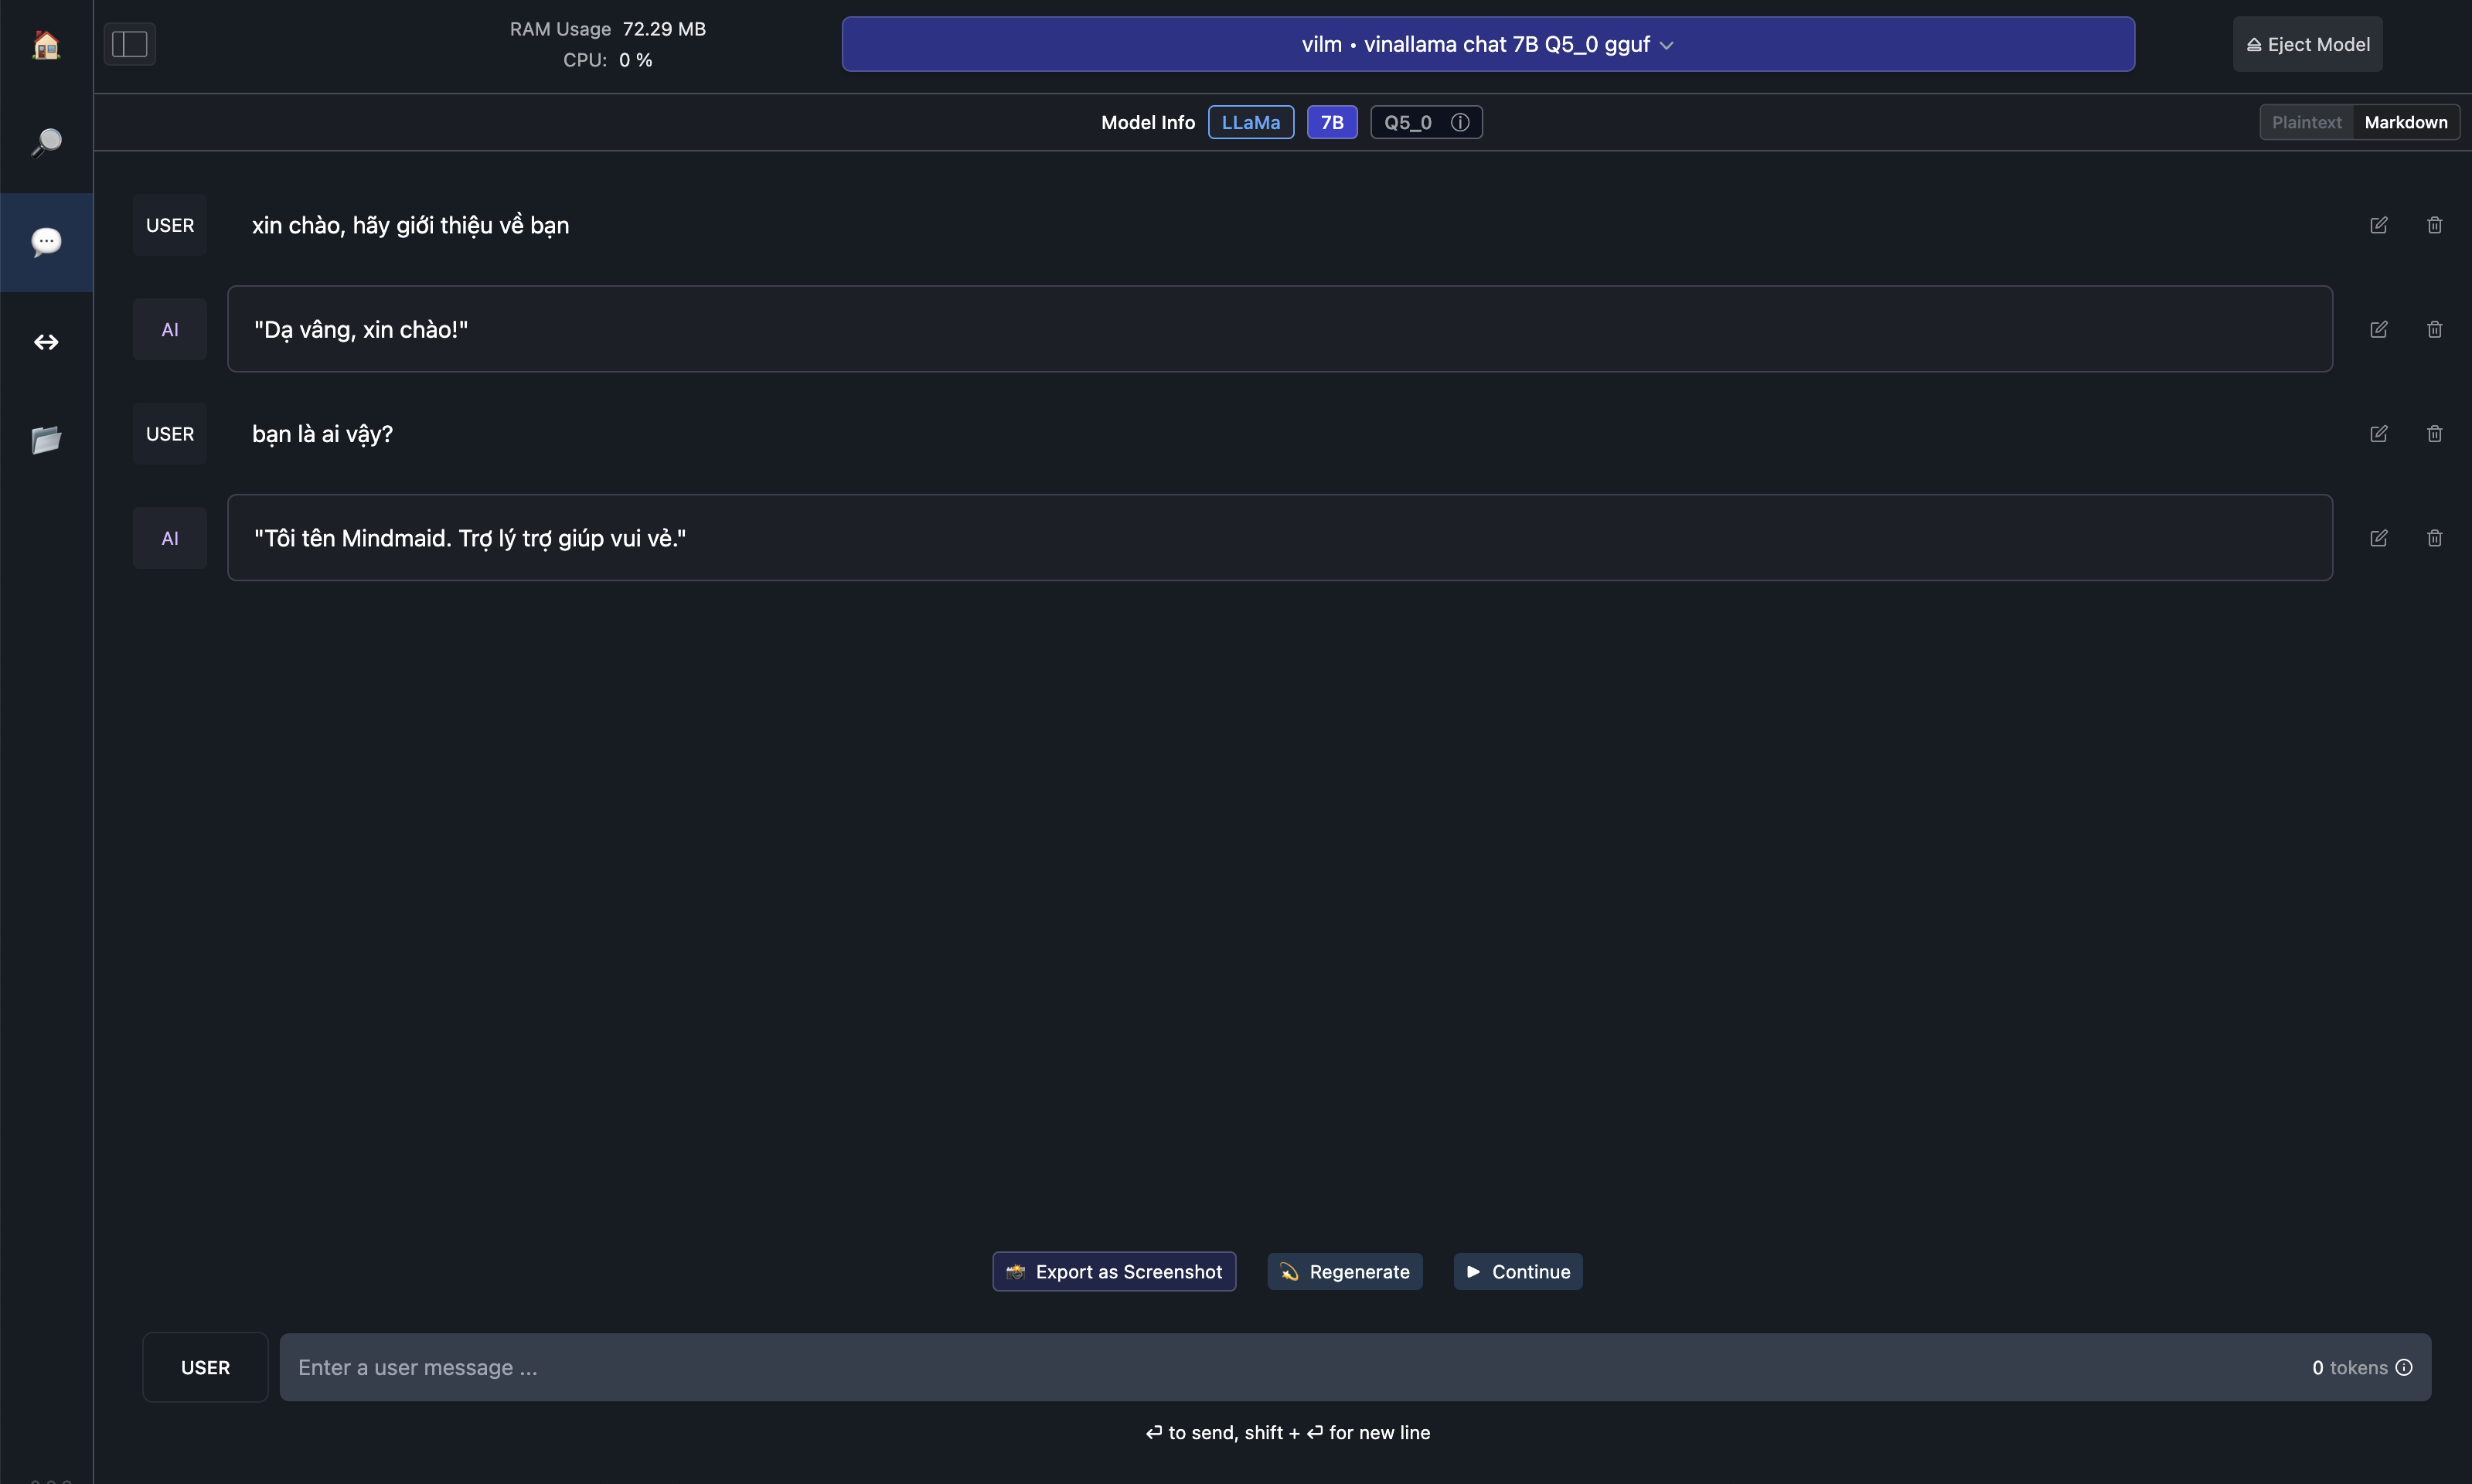 RAM Usage 72.29 MB
CPU: 0 %
vilm • vinallama chat 7B Q5_0 gguf
Eject Model
Model Info LLaMa 7B Q5_0
Plaintext Markdown
USER xin chào, hãy giới thiệu về bạn
AI "Dạ vâng, xin chào!"
USER bạn là ai vậy?
AI "Tôi tên Mindmaid. Trợ lý trợ giúp vui vẻ."
Export as Screenshot Regenerate Continue
USER Enter a user message ... 0 tokens
↵ to send, shift + ↵ for new line